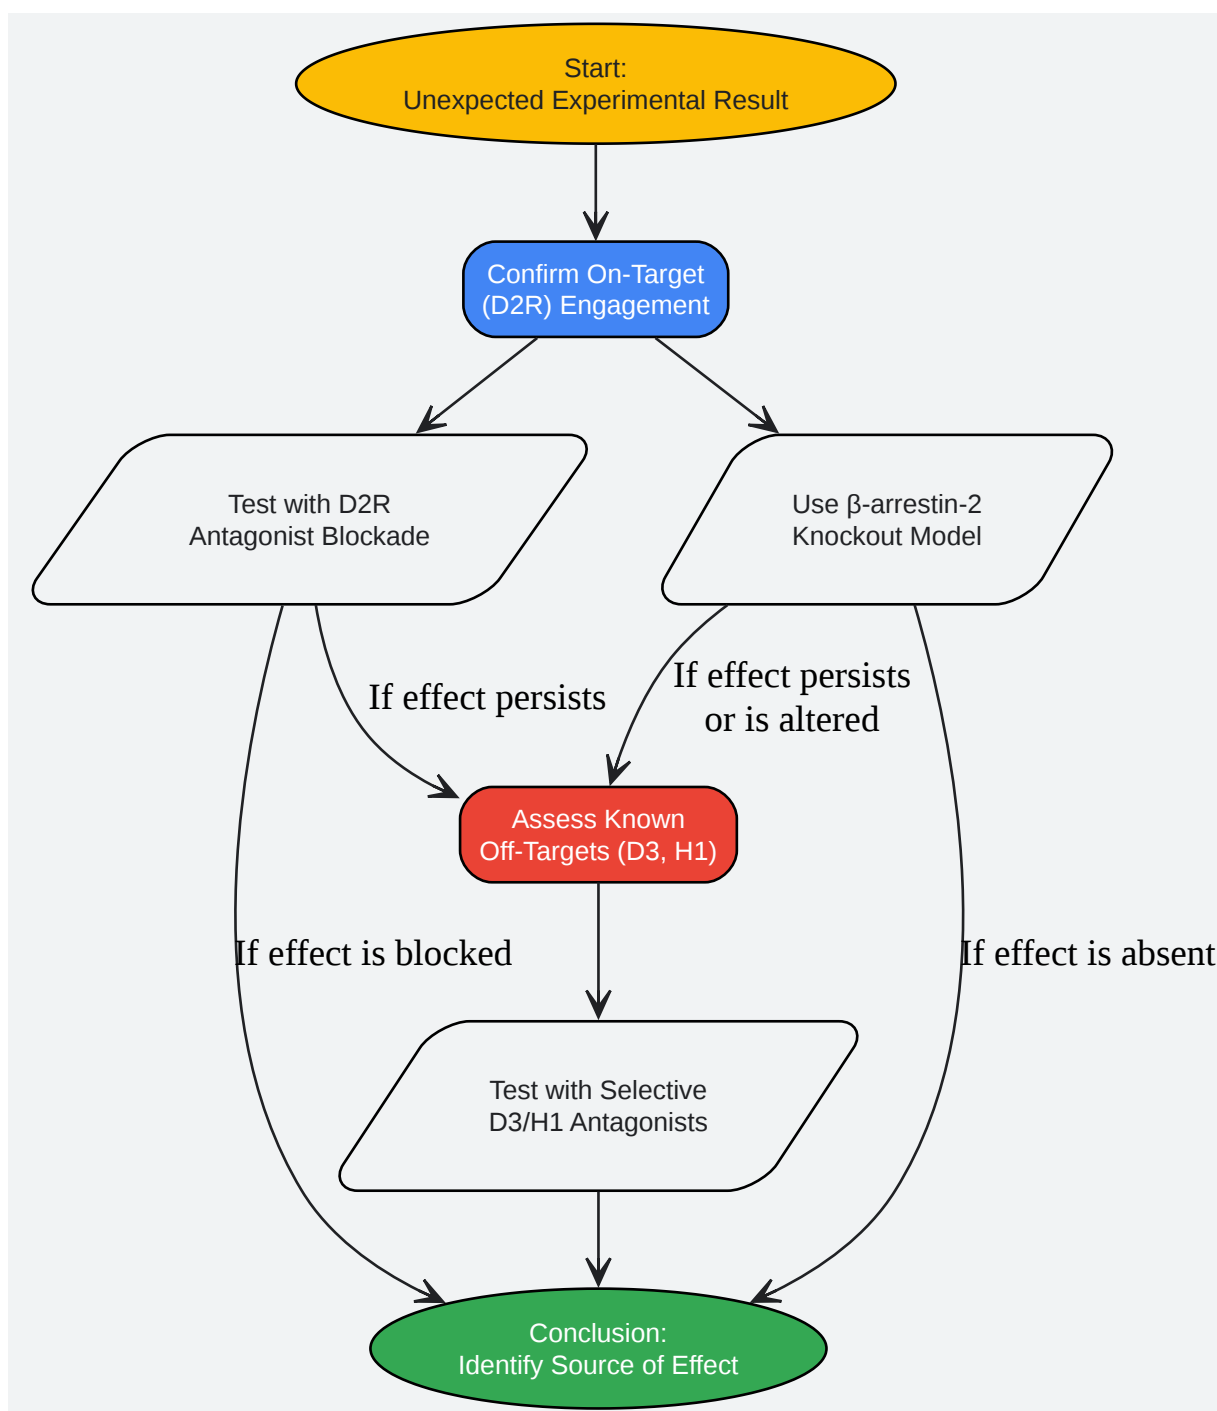 Start:
Unexpected Experimental Result
Confirm On-Target
(D2R) Engagement
Test with D2R
Antagonist Blockade
Use β-arrestin-2
Knockout Model
If effect persists
If effect persists
or is altered
Assess Known
Off-Targets (D3, H1)
If effect is blocked
If effect is absent
Test with Selective
D3/H1 Antagonists
Conclusion:
Identify Source of Effect